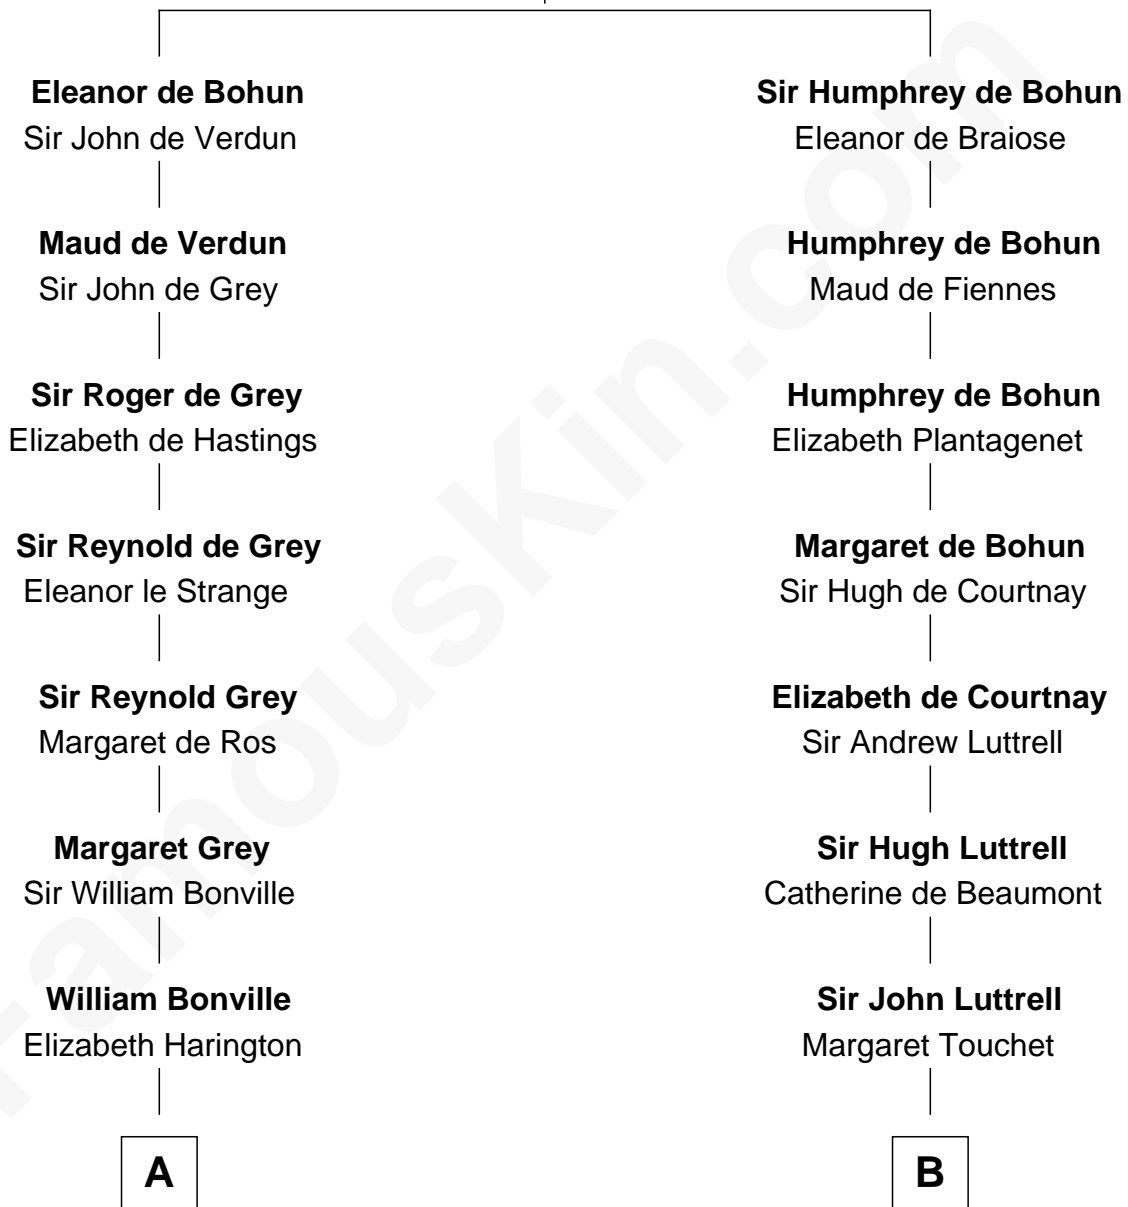 Eleanor de Bohun
Sir John de Verdun
Maud de Verdun
Sir John de Grey
Sir Roger de Grey
Elizabeth de Hastings
Sir Reynold de Grey
Eleanor le Strange
Sir Reynold Grey
Margaret de Ros
Margaret Grey
Sir William Bonville
William Bonville
Elizabeth Harington
A
Sir Humphrey de Bohun
Eleanor de Braiose
Humphrey de Bohun
Maud de Fiennes
Humphrey de Bohun
Elizabeth Plantagenet
Margaret de Bohun
Sir Hugh de Courtnay
Elizabeth de Courtnay
Sir Andrew Luttrell
Sir Hugh Luttrell
Catherine de Beaumont
Sir John Luttrell
Margaret Touchet
B
FamousKin.com